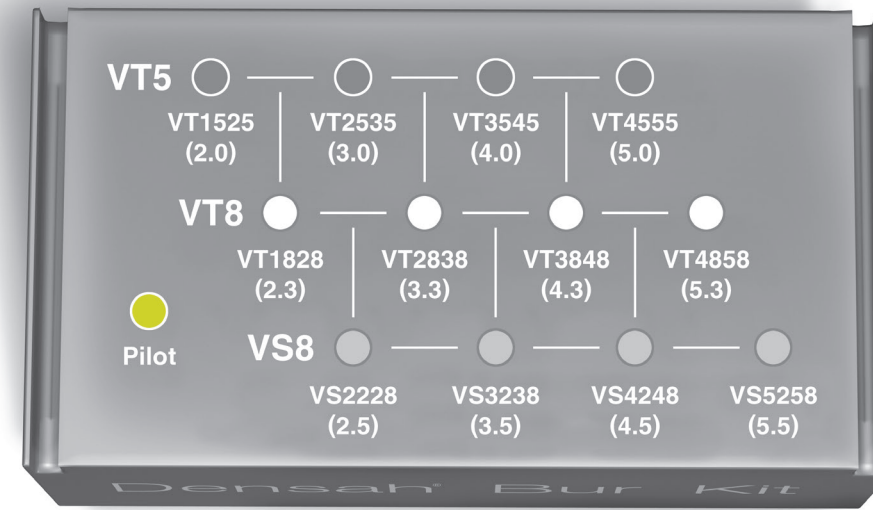 VT5
VT1525 VT2535 VT3545 VT4555
(2.0) (3.0) (4.0) (5.0)
VT8
VT1828 VT2838 VT3848 VT4858
(2.3) (3.3) (4.3) (5.3)
Pilot
VS8
VS2228 VS3238 VS4248 VS5258
(2.5) (3.5) (4.5) (5.5)
Densah® Bur Kit